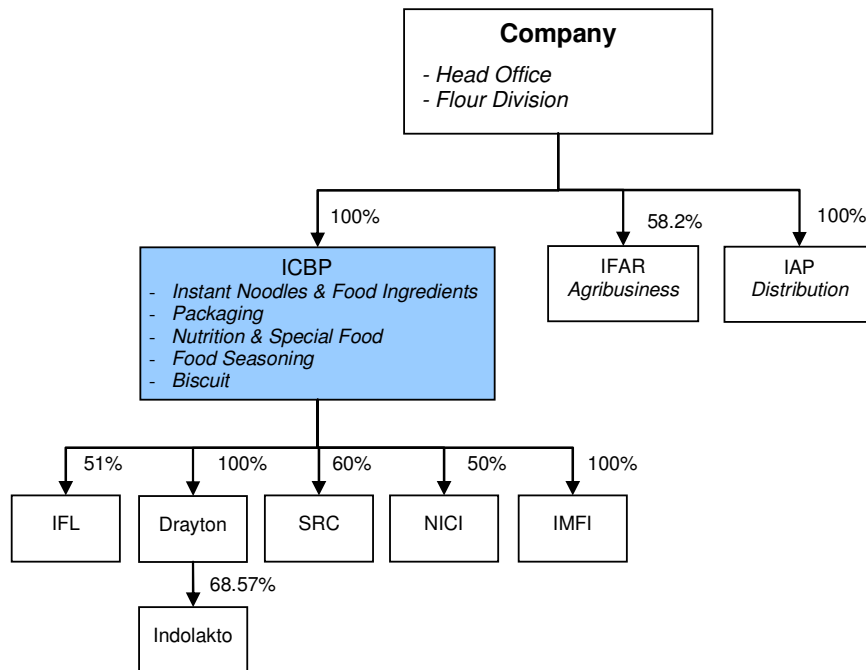 Company
- Head Office
- Flour Division
100%
58.2%
100%
ICBP
- Instant Noodles & Food Ingredients
- Packaging
- Nutrition & Special Food
- Food Seasoning
- Biscuit
IFAR
Agribusiness
IAP
Distribution
51%
100%
60%
50%
100%
IFL
Drayton
SRC
NICI
IMFI
68.57%
Indolakto